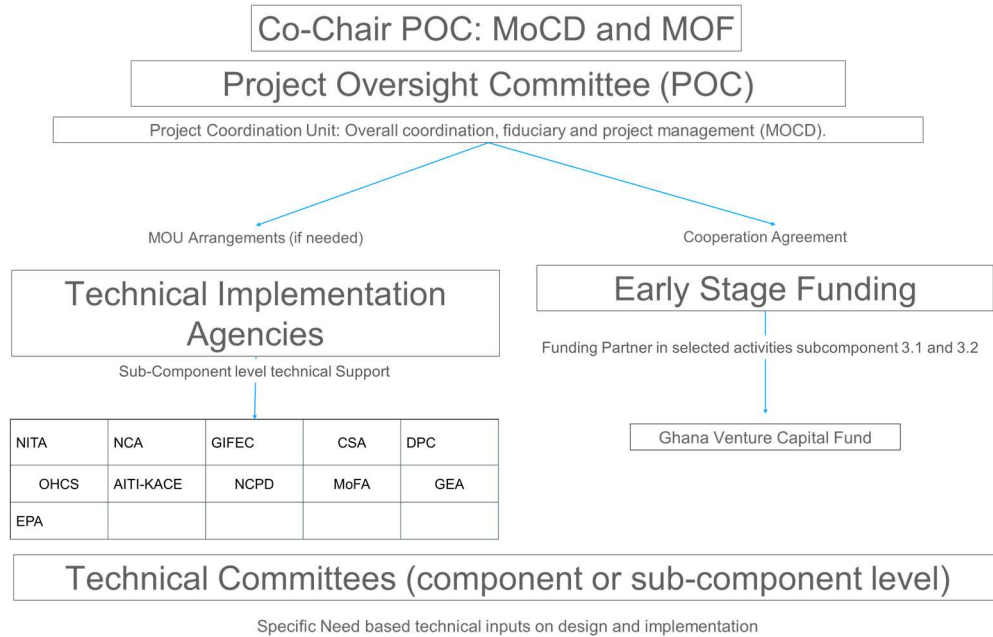 Co-Chair POC: MoCD and MOF
Project Oversight Committee (POC)
Project Coordination Unit: Overall coordination, fiduciary and project management (MOCD).
MOU Arrangements (if needed)
Cooperation Agreement
Technical Implementation
Agencies
Early Stage Funding
Sub-Component level technical Support
Funding Partner in selected activities subcomponent 3.1 and 3.2
NITA NCA GIFEC CSA DPC
OHCS AITI-KACE NCPD MoFA GEA
EPA
Ghana Venture Capital Fund
Technical Committees (component or sub-component level)
Specific Need based technical inputs on design and implementation